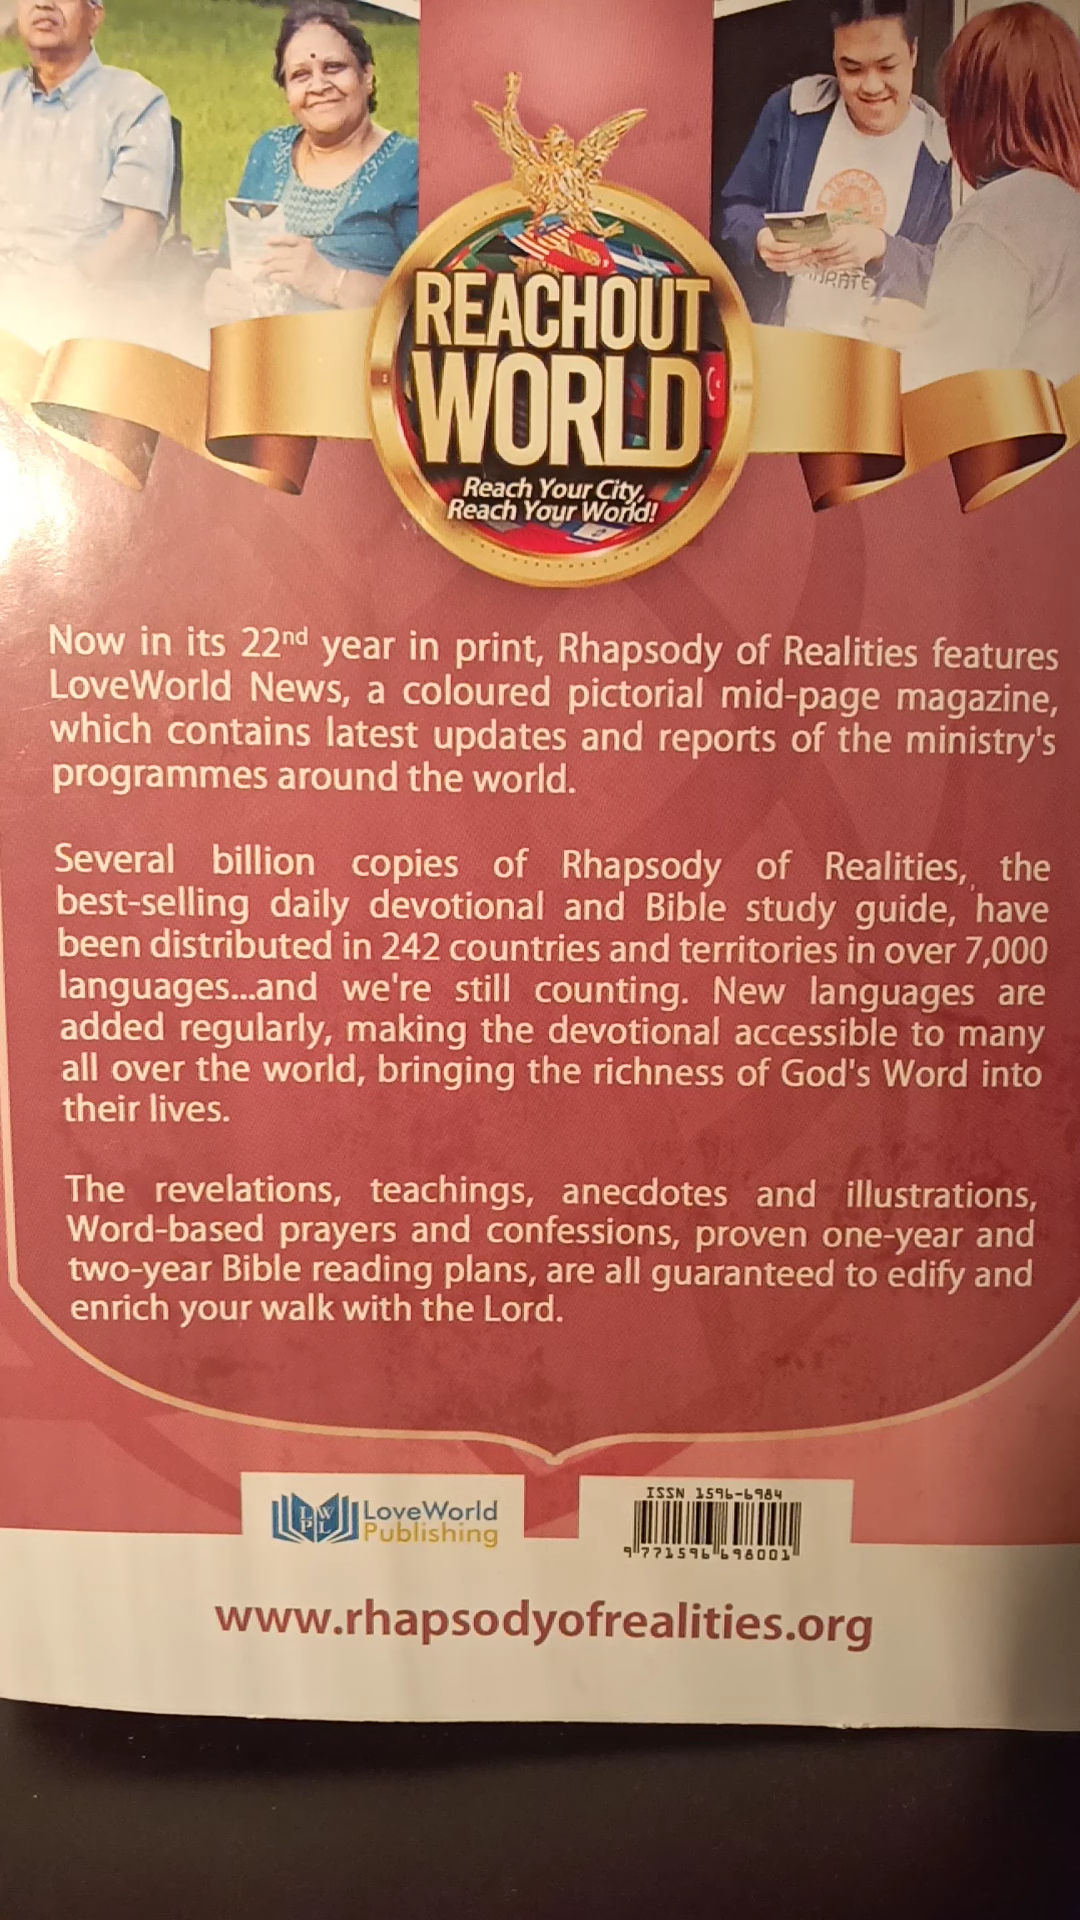 REACHOUT
WORLD
Reach Your City,
Reach Your World!
Now in its 22nd year in print, Rhapsody of Realities features
LoveWorld News, a coloured pictorial mid-page magazine,
which contains latest updates and reports of the ministry's
programmes around the world.
Several billion copies of Rhapsody of Realities, the
best-selling daily devotional and Bible study guide, have
been distributed in 242 countries and territories in over 7,000
languages...and we're still counting. New languages are
added regularly, making the devotional accessible to many
all over the world, bringing the richness of God's Word into
their lives.
The revelations, teachings, anecdotes and illustrations,
Word-based prayers and confessions, proven one-year and
two-year Bible reading plans, are all guaranteed to edify and
enrich your walk with the Lord.
LWPL
LoveWorld
Publishing
ISSN 1596-6984
9 771596 698001
www.rhapsodyofrealities.org